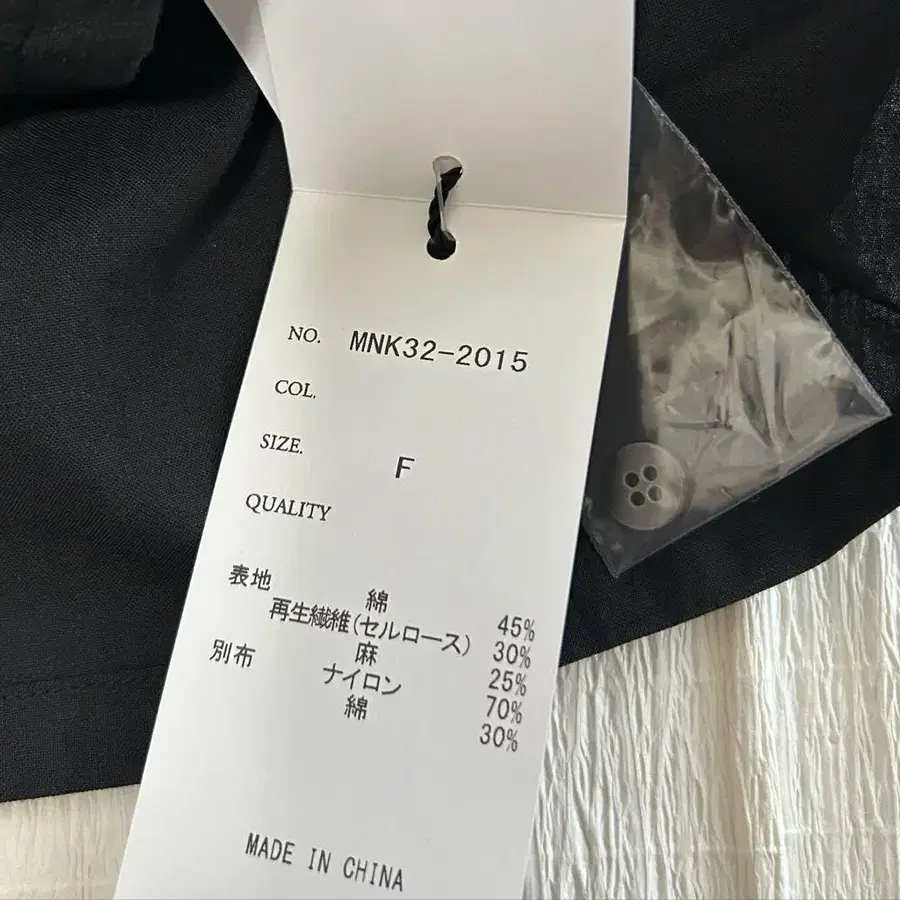 NO. MNK32-2015
COL.
SIZE. F
QUALITY
表地 綿 45%
再生繊維(セルロース) 30%
麻 25%
別布 ナイロン 70%
綿 30%
MADE IN CHINA